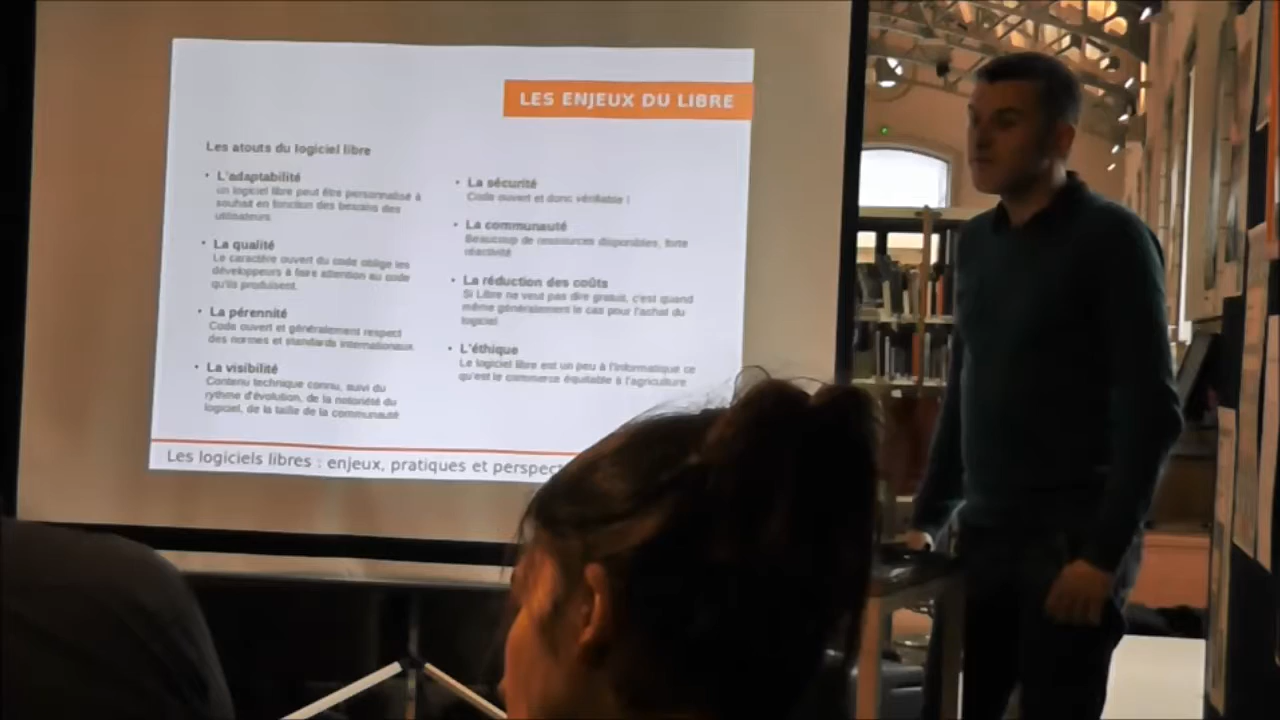 LES ENJEUX DU LIBRE
Les atouts du logiciel libre
• L'adaptabilité
un logiciel libre peut être personnalisé à
souhait en fonction des besoins des
utilisateurs
• La qualité
Le caractère ouvert du code oblige les
développeurs à faire attention au code
qu'ils produisent.
• La pérennité
Code ouvert et généralement respect
des normes et standards internationaux.
• La visibilité
Contenu technique connu, suivi du
rythme d'évolution, de la notoriété du
logiciel, de la taille de la communauté
• La sécurité
Code ouvert et donc vérifiable !
• La communauté
Beaucoup de ressources disponibles, forte
réactivité
• La réduction des coûts
Si Libre ne veut pas dire gratuit, c'est quand
même généralement le cas pour l'achat du
logiciel
• L'éthique
Le logiciel libre est un peu à l'informatique ce
qu'est le commerce équitable à l'agriculture
Les logiciels libres : enjeux, pratiques et perspect